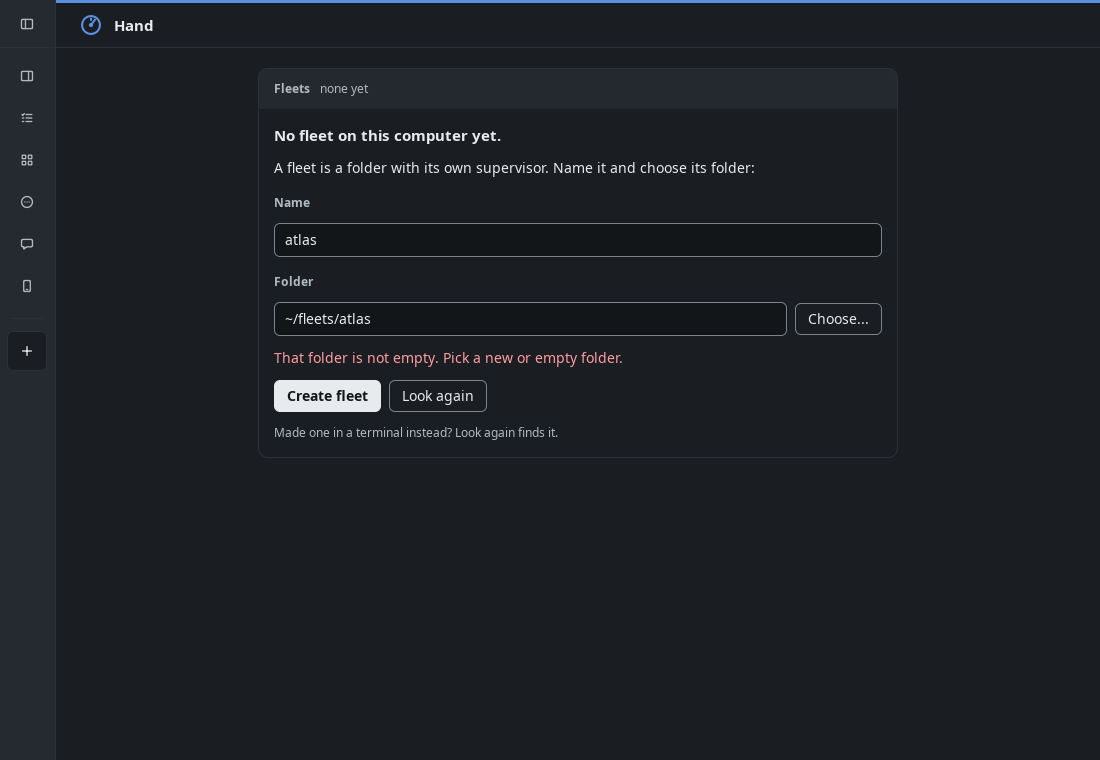 Hand
Fleets none yet
No fleet on this computer yet.
A fleet is a folder with its own supervisor. Name it and choose its folder:
Name
atlas
Folder
~/fleets/atlas
Choose...
That folder is not empty. Pick a new or empty folder.
Create fleet
Look again
Made one in a terminal instead? Look again finds it.